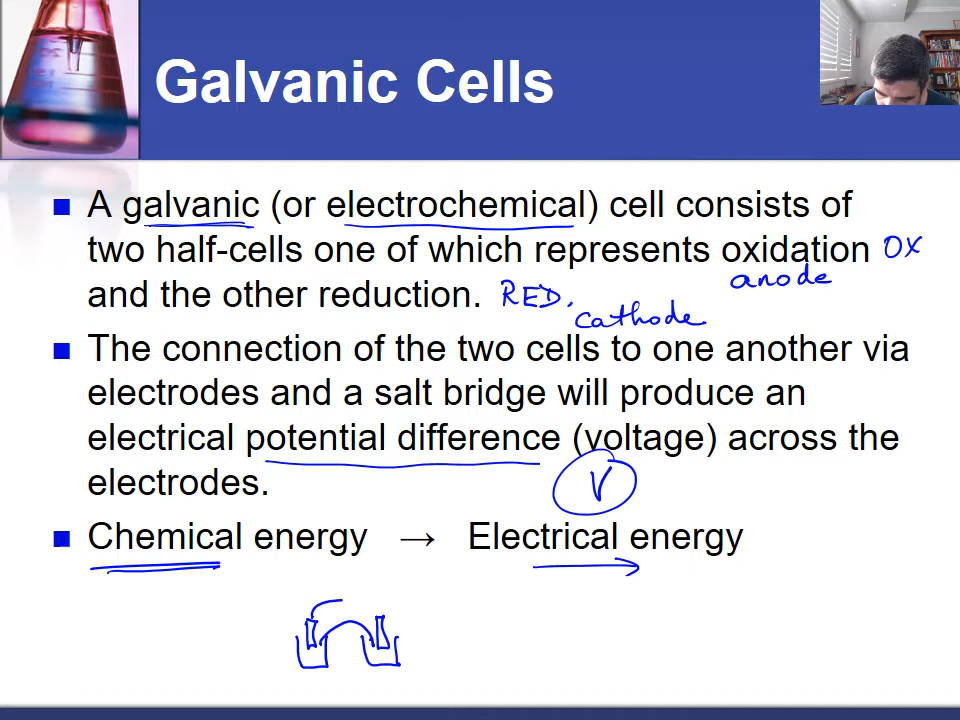 Galvanic Cells
■ A galvanic (or electrochemical) cell consists of
two half-cells one of which represents oxidation OX
anode
and the other reduction. RED.
cathode
■ The connection of the two cells to one another via
electrodes and a salt bridge will produce an
electrical potential difference (voltage) across the
electrodes. V
■ Chemical energy → Electrical energy